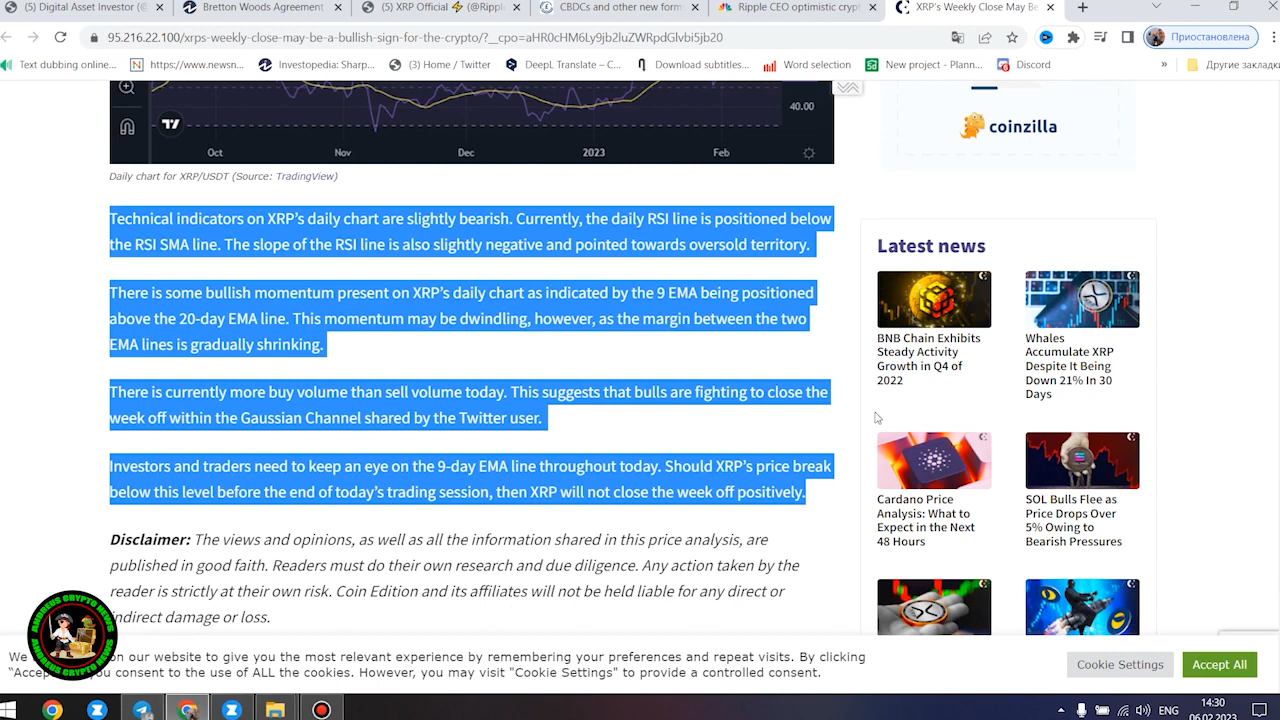 (5) Digital Asset Investor (@
Bretton Woods Agreement
(5) XRP Official ⚡ (@Ripple
CBDCs and other new form
Ripple CEO optimistic crypt
XRP's Weekly Close May Be
95.216.22.100/xrps-weekly-close-may-be-a-bullish-sign-for-the-crypto/?__cpo=aHR0cHM6Ly9jb2luZWRpdGlvbi5jb20
Приостановлена
Text dubbing online...
https://www.newsn...
Investopedia: Sharp...
(3) Home / Twitter
DeepL Translate – C...
Download subtitles...
Word selection
New project - Plann...
Discord
»
Другие закладки
40.00
Oct
Nov
Dec
2023
Feb
Daily chart for XRP/USDT (Source: TradingView)
Technical indicators on XRP's daily chart are slightly bearish. Currently, the daily RSI line is positioned below
the RSI SMA line. The slope of the RSI line is also slightly negative and pointed towards oversold territory.
There is some bullish momentum present on XRP's daily chart as indicated by the 9 EMA being positioned
above the 20-day EMA line. This momentum may be dwindling, however, as the margin between the two
EMA lines is gradually shrinking.
There is currently more buy volume than sell volume today. This suggests that bulls are fighting to close the
week off within the Gaussian Channel shared by the Twitter user.
Investors and traders need to keep an eye on the 9-day EMA line throughout today. Should XRP's price break
below this level before the end of today's trading session, then XRP will not close the week off positively.
Disclaimer: The views and opinions, as well as all the information shared in this price analysis, are
published in good faith. Readers must do their own research and due diligence. Any action taken by the
reader is strictly at their own risk. Coin Edition and its affiliates will not be held liable for any direct or
indirect damage or loss.
coinzilla
Latest news
BNB Chain Exhibits
Steady Activity
Growth in Q4 of
2022
Whales
Accumulate XRP
Despite It Being
Down 21% In 30
Days
Cardano Price
Analysis: What to
Expect in the Next
48 Hours
SOL Bulls Flee as
Price Drops Over
5% Owing to
Bearish Pressures
ANDREUS CRYPTO NEWS
ANDREUS CRYPTO NEWS
on our website to give you the most relevant experience by remembering your preferences and repeat visits. By clicking
you consent to the use of ALL the cookies. However, you may visit "Cookie Settings" to provide a controlled consent.
Cookie Settings
Accept All
ENG
14:30
06.02.2023